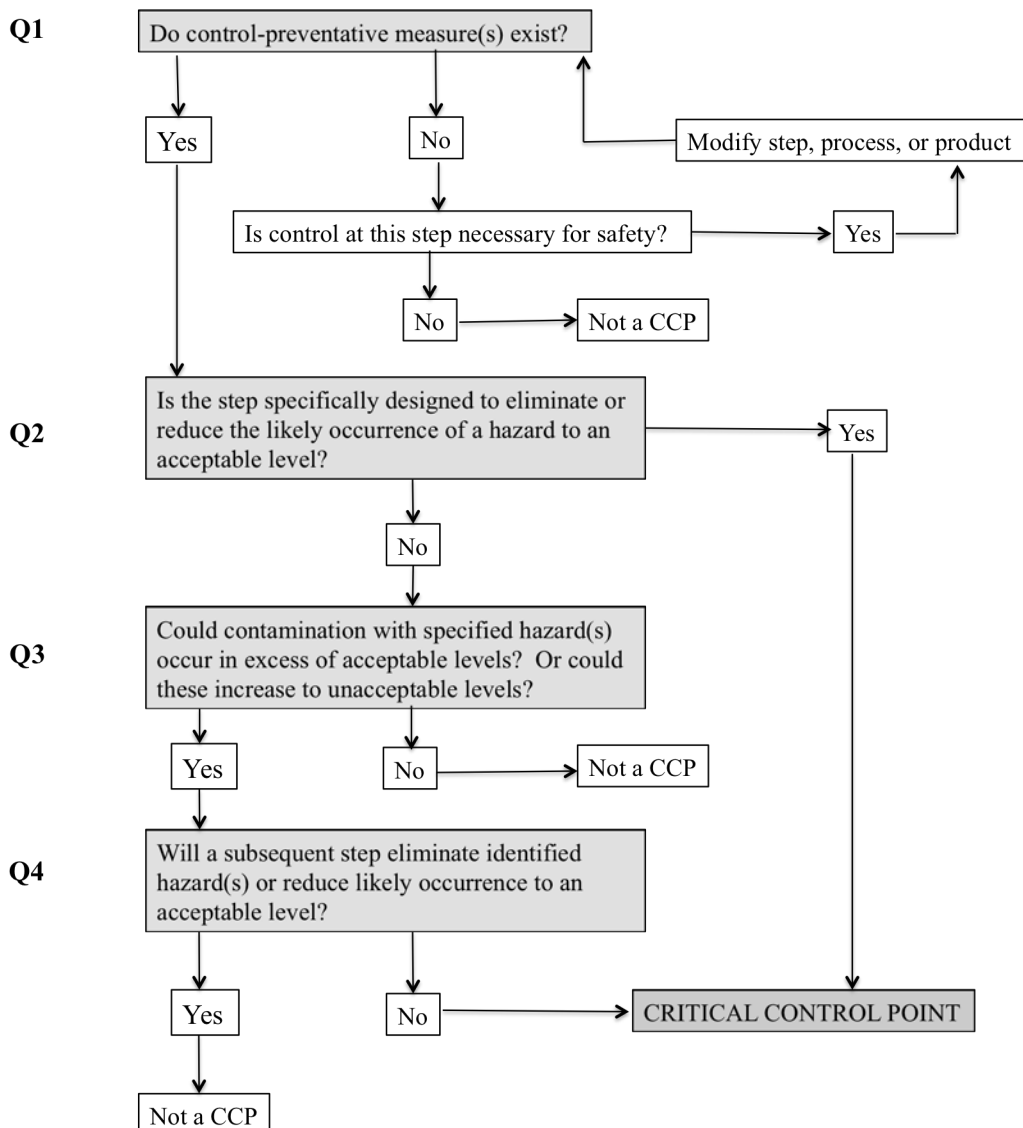 Q1
Do control-preventative measure(s) exist?
Yes
No
Modify step, process, or product
Is control at this step necessary for safety?
Yes
No
Not a CCP
Q2
Is the step specifically designed to eliminate or
reduce the likely occurrence of a hazard to an
acceptable level?
Yes
No
Q3
Could contamination with specified hazard(s)
occur in excess of acceptable levels?  Or could
these increase to unacceptable levels?
Yes
No
Not a CCP
Q4
Will a subsequent step eliminate identified
hazard(s) or reduce likely occurrence to an
acceptable level?
Yes
No
CRITICAL CONTROL POINT
Not a CCP